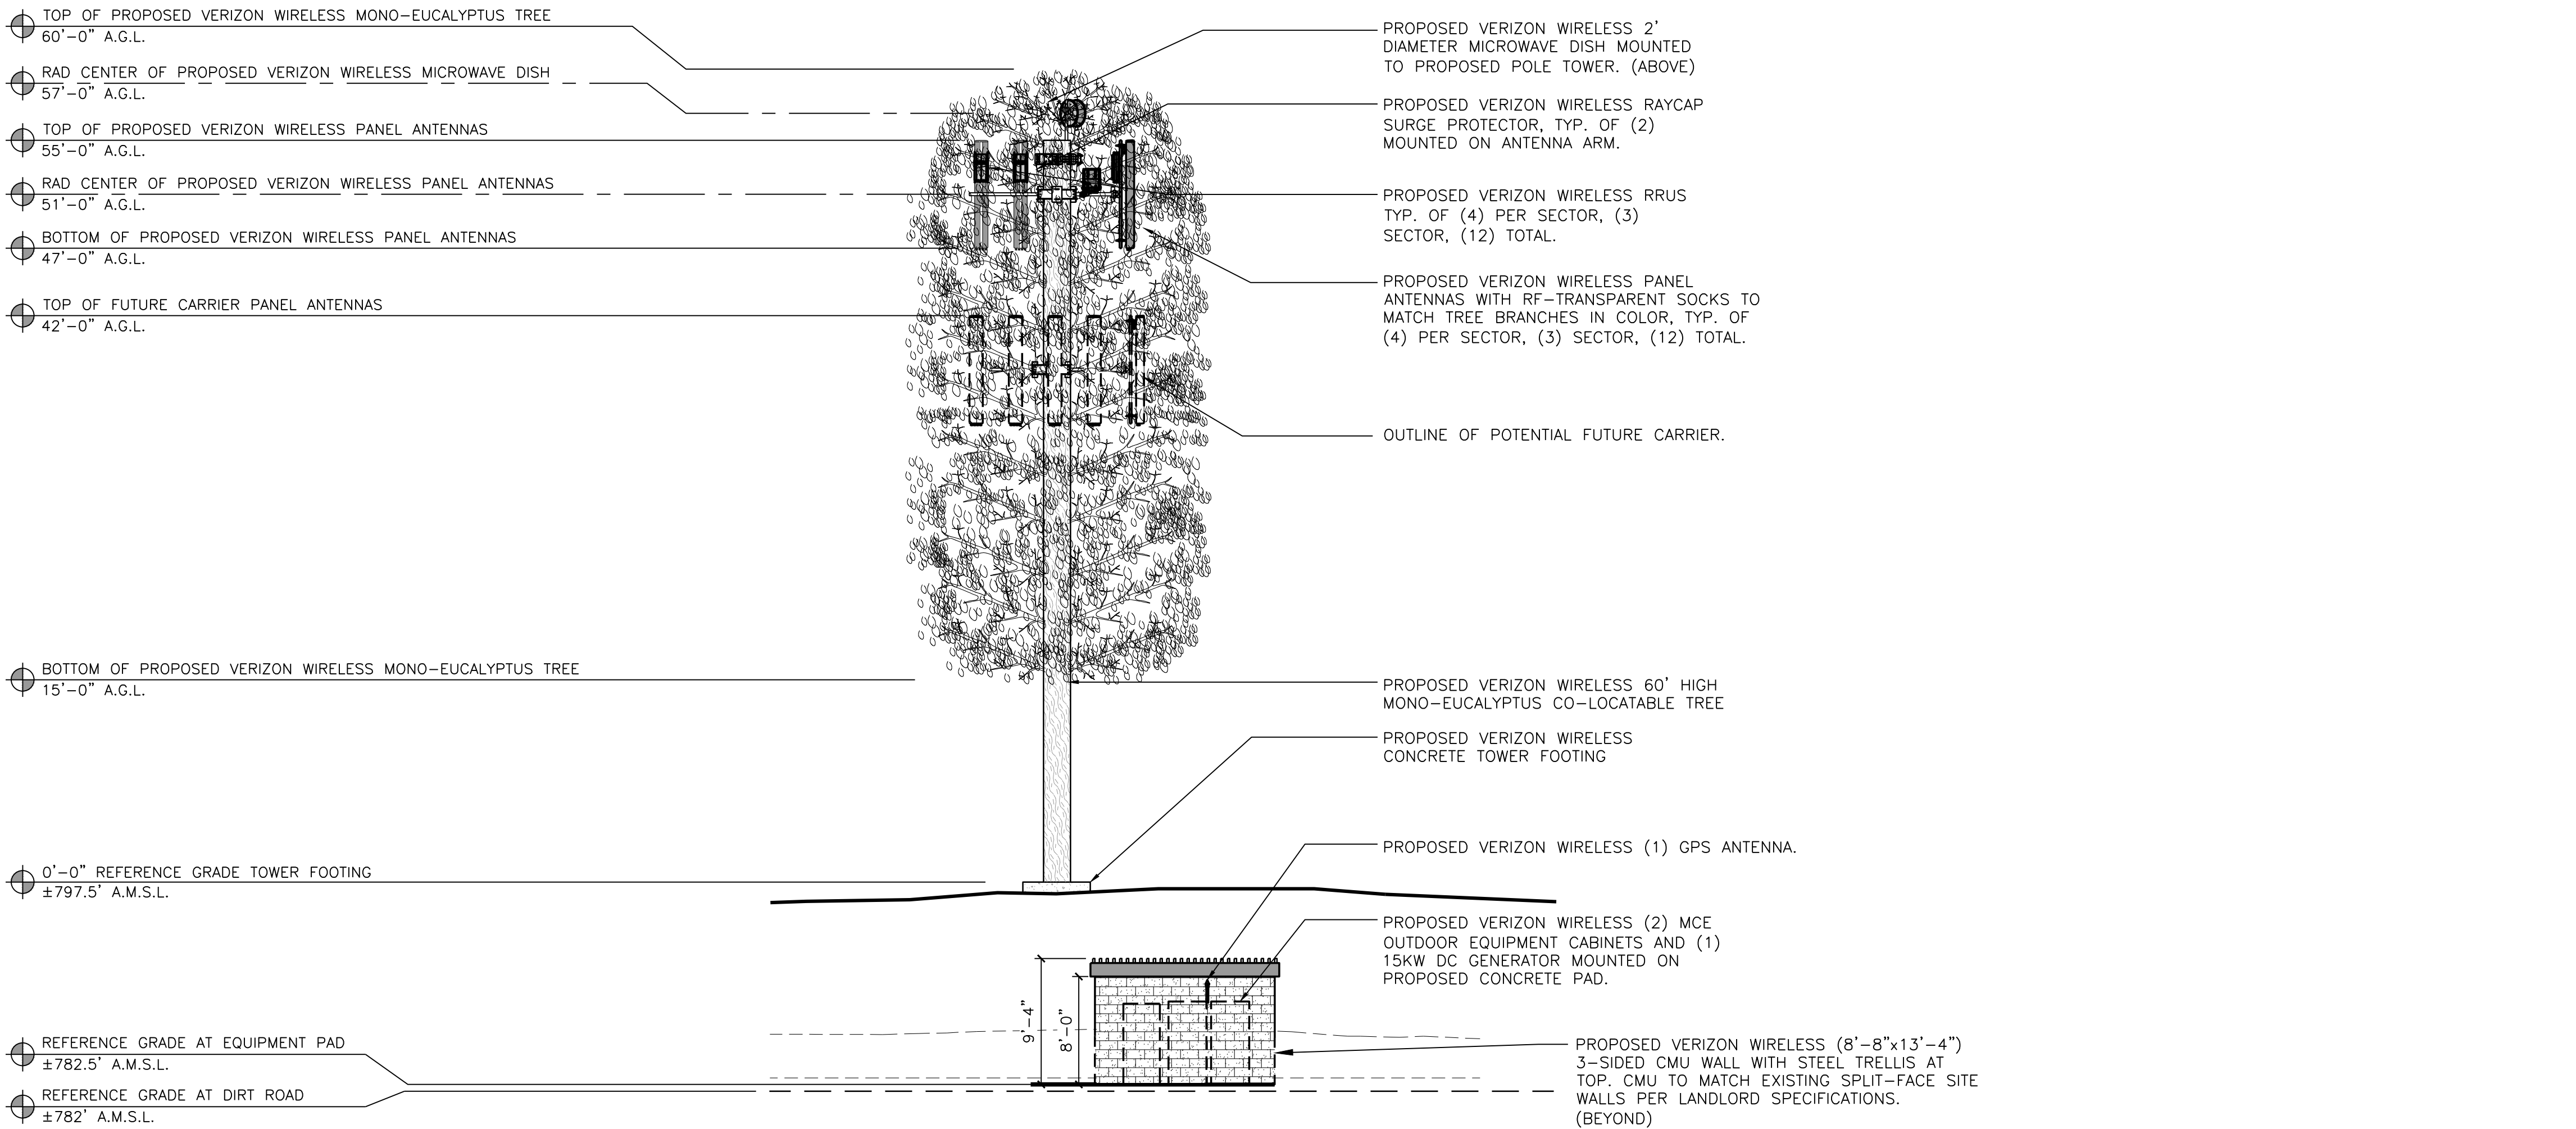 TOP OF PROPOSED VERIZON WIRELESS MONO-EUCALYPTUS TREE
60'-0" A.G.L.
RAD CENTER OF PROPOSED VERIZON WIRELESS MICROWAVE DISH
57'-0" A.G.L.
TOP OF PROPOSED VERIZON WIRELESS PANEL ANTENNAS
55'-0" A.G.L.
RAD CENTER OF PROPOSED VERIZON WIRELESS PANEL ANTENNAS
51'-0" A.G.L.
BOTTOM OF PROPOSED VERIZON WIRELESS PANEL ANTENNAS
47'-0" A.G.L.
TOP OF FUTURE CARRIER PANEL ANTENNAS
42'-0" A.G.L.
BOTTOM OF PROPOSED VERIZON WIRELESS MONO-EUCALYPTUS TREE
15'-0" A.G.L.
0'-0" REFERENCE GRADE TOWER FOOTING
±797.5' A.M.S.L.
REFERENCE GRADE AT EQUIPMENT PAD
±782.5' A.M.S.L.
REFERENCE GRADE AT DIRT ROAD
±782' A.M.S.L.
9'-4"
8'-0"
PROPOSED VERIZON WIRELESS 2'
DIAMETER MICROWAVE DISH MOUNTED
TO PROPOSED POLE TOWER. (ABOVE)
PROPOSED VERIZON WIRELESS RAYCAP
SURGE PROTECTOR, TYP. OF (2)
MOUNTED ON ANTENNA ARM.
PROPOSED VERIZON WIRELESS RRUS
TYP. OF (4) PER SECTOR, (3)
SECTOR, (12) TOTAL.
PROPOSED VERIZON WIRELESS PANEL
ANTENNAS WITH RF-TRANSPARENT SOCKS TO
MATCH TREE BRANCHES IN COLOR, TYP. OF
(4) PER SECTOR, (3) SECTOR, (12) TOTAL.
OUTLINE OF POTENTIAL FUTURE CARRIER.
PROPOSED VERIZON WIRELESS 60' HIGH
MONO-EUCALYPTUS CO-LOCATABLE TREE
PROPOSED VERIZON WIRELESS
CONCRETE TOWER FOOTING
PROPOSED VERIZON WIRELESS (1) GPS ANTENNA.
PROPOSED VERIZON WIRELESS (2) MCE
OUTDOOR EQUIPMENT CABINETS AND (1)
15KW DC GENERATOR MOUNTED ON
PROPOSED CONCRETE PAD.
PROPOSED VERIZON WIRELESS (8'-8"x13'-4")
3-SIDED CMU WALL WITH STEEL TRELLIS AT
TOP. CMU TO MATCH EXISTING SPLIT-FACE SITE
WALLS PER LANDLORD SPECIFICATIONS.
(BEYOND)